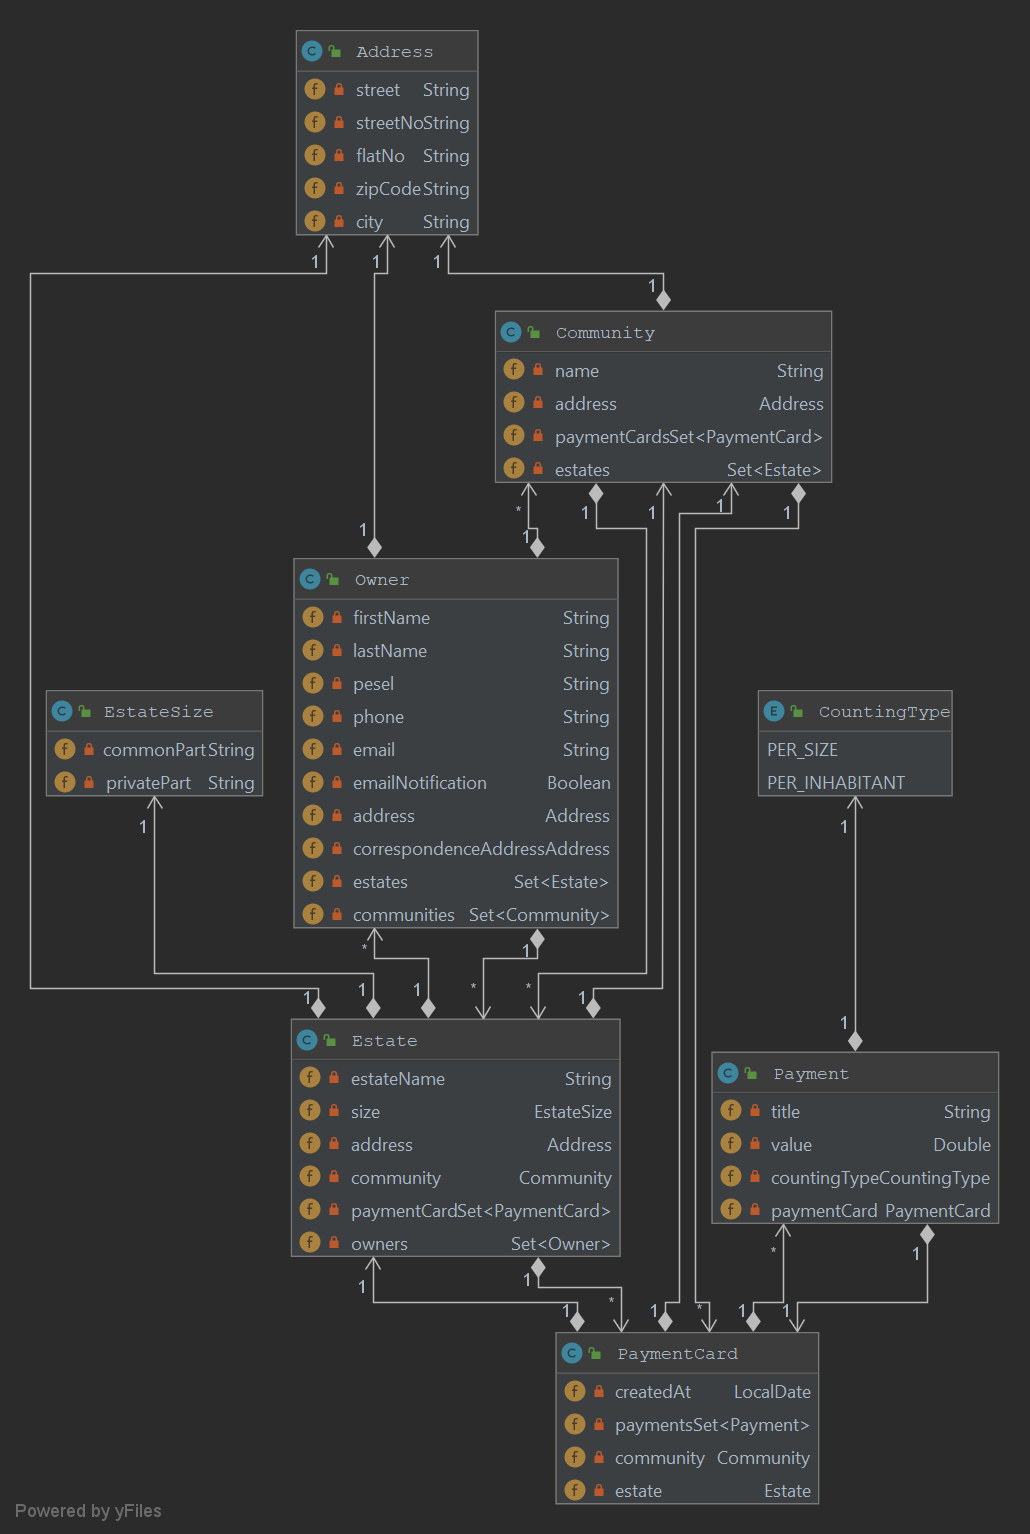 C Address
f street String
f streetNo String
f flatNo String
f zipCode String
f city String
1 1 1
1
C Community
f name String
f address Address
f paymentCards Set<PaymentCard>
f estates Set<Estate>
* 1 1 1 1
1 1
C Owner
f firstName String
f lastName String
f pesel String
f phone String
f email String
f emailNotification Boolean
f address Address
f correspondenceAddress Address
f estates Set<Estate>
f communities Set<Community>
C EstateSize
f commonPart String
f privatePart String
1
E CountingType
PER_SIZE
PER_INHABITANT
1
* 1
1 1 1 * * 1
C Estate
f estateName String
f size EstateSize
f address Address
f community Community
f paymentCard Set<PaymentCard>
f owners Set<Owner>
1
C Payment
f title String
f value Double
f countingType CountingType
f paymentCard PaymentCard
1 1 * 1
1 * 1 * 1 1
C PaymentCard
f createdAt LocalDate
f payments Set<Payment>
f community Community
f estate Estate
Powered by yFiles